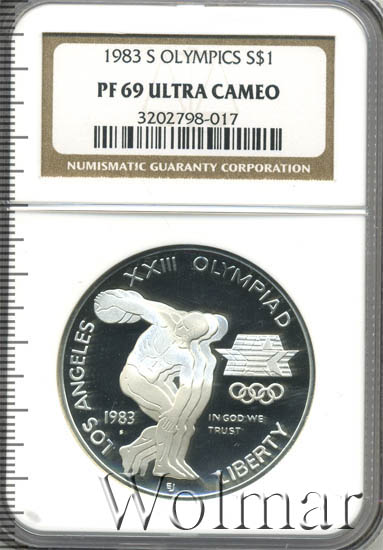 1983 S OLYMPICS S$1
PF 69 ULTRA CAMEO
3202798-017
NUMISMATIC GUARANTY CORPORATION
XXIII OLYMPIAD
LOS ANGELES
1983
S
IN GOD WE
TRUST
LIBERTY
EJ
Wolmar